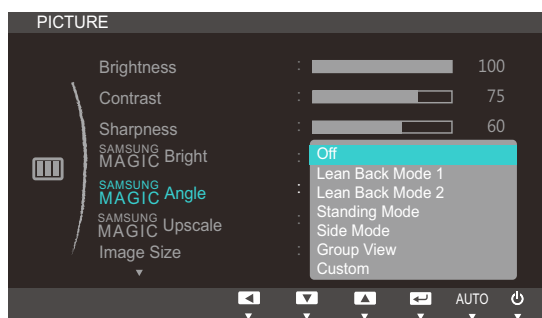 PICTURE
Brightness : 100
Contrast : 75
Sharpness : 60
SAMSUNG
MAGIC Bright :
SAMSUNG
MAGIC Angle :
SAMSUNG
MAGIC Upscale :
Image Size :
Off
Lean Back Mode 1
Lean Back Mode 2
Standing Mode
Side Mode
Group View
Custom
AUTO